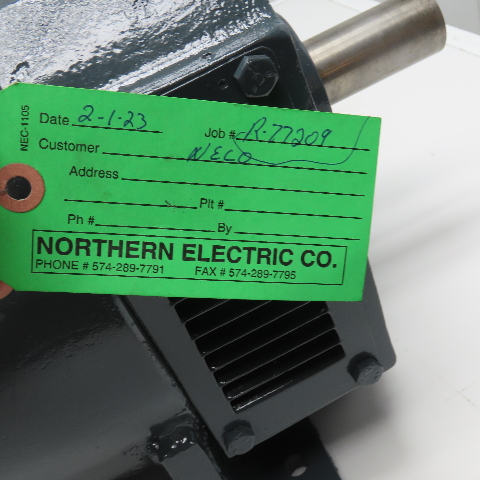 NEC-1105
Date 2-1-23 Job # R-77209
Customer NECO
Address
Plt #
Ph # By
NORTHERN ELECTRIC CO.
PHONE # 574-289-7791 FAX # 574-289-7795